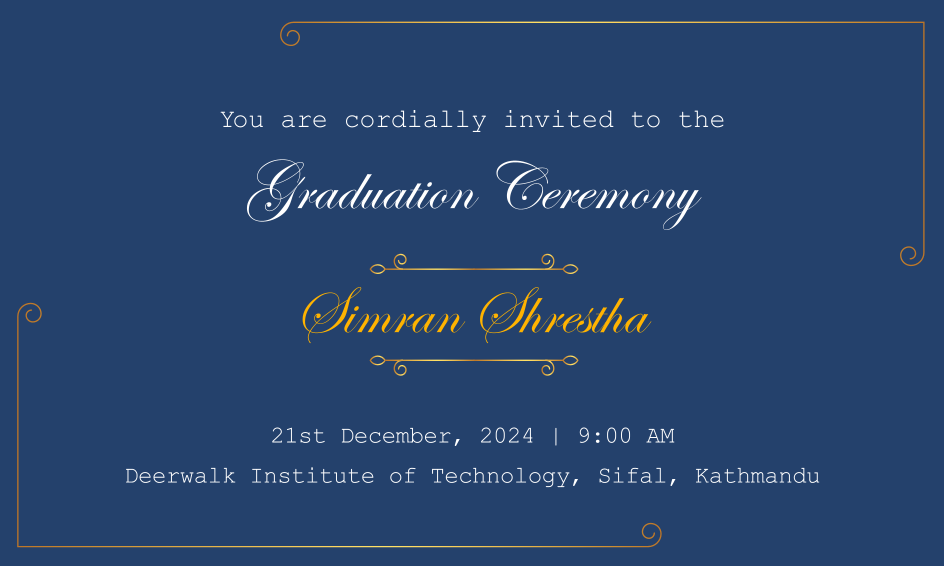 You are cordially invited to the
Graduation Ceremony
Simran Shrestha
21st December, 2024 | 9:00 AM
Deerwalk Institute of Technology, Sifal, Kathmandu